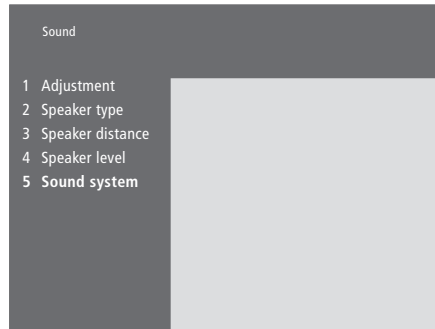 Sound
1 Adjustment
2 Speaker type
3 Speaker distance
4 Speaker level
5 Sound system